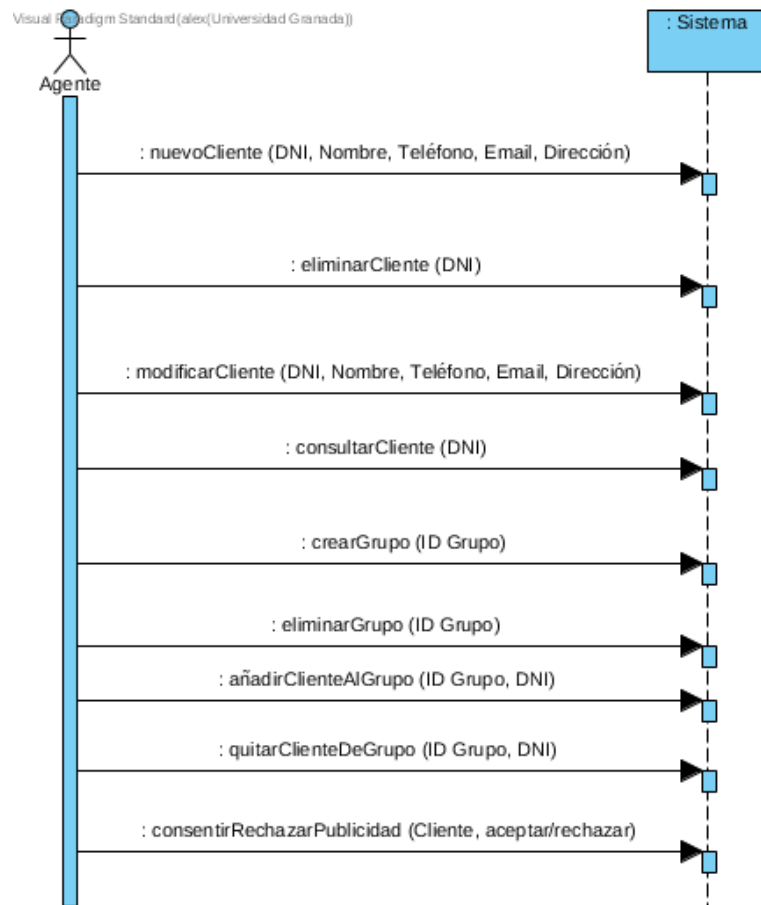 Visual Paradigm Standard(alex(Universidad Granada))
: Sistema
Agente
: nuevoCliente (DNI, Nombre, Teléfono, Email, Dirección)
: eliminarCliente (DNI)
: modificarCliente (DNI, Nombre, Teléfono, Email, Dirección)
: consultarCliente (DNI)
: crearGrupo (ID Grupo)
: eliminarGrupo (ID Grupo)
: añadirClienteAlGrupo (ID Grupo, DNI)
: quitarClienteDeGrupo (ID Grupo, DNI)
: consentirRechazarPublicidad (Cliente, aceptar/rechazar)